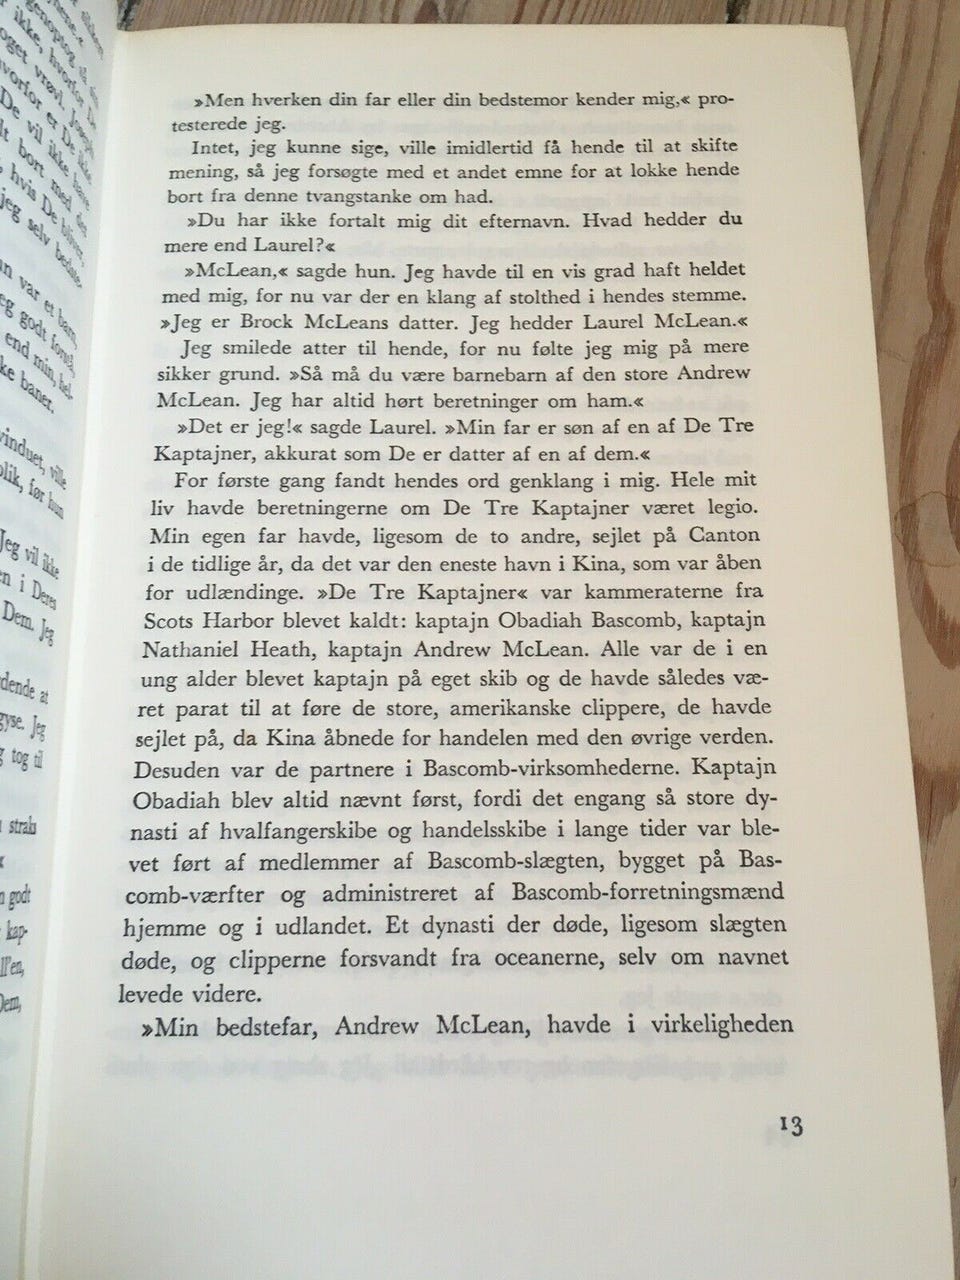 »Men hverken din far eller din bedstemor kender mig,« pro-
testerede jeg.
Intet, jeg kunne sige, ville imidlertid få hende til at skifte
mening, så jeg forsøgte med et andet emne for at lokke hende
bort fra denne tvangstanke om had.
»Du har ikke fortalt mig dit efternavn. Hvad hedder du
mere end Laurel?«
»McLean,« sagde hun. Jeg havde til en vis grad haft heldet
med mig, for nu var der en klang af stolthed i hendes stemme.
»Jeg er Brock McLeans datter. Jeg hedder Laurel McLean.«
Jeg smilede atter til hende, for nu følte jeg mig på mere
sikker grund. »Så må du være barnebarn af den store Andrew
McLean. Jeg har altid hørt beretninger om ham.«
»Det er jeg!« sagde Laurel. »Min far er søn af en af De Tre
Kaptajner, akkurat som De er datter af en af dem.«
For første gang fandt hendes ord genklang i mig. Hele mit
liv havde beretningerne om De Tre Kaptajner været legio.
Min egen far havde, ligesom de to andre, sejlet på Canton
i de tidlige år, da det var den eneste havn i Kina, som var åben
for udlændinge. »De Tre Kaptajner« var kammeraterne fra
Scots Harbor blevet kaldt: kaptajn Obadiah Bascomb, kaptajn
Nathaniel Heath, kaptajn Andrew McLean. Alle var de i en
ung alder blevet kaptajn på eget skib og de havde således væ-
ret parat til at føre de store, amerikanske clippere, de havde
sejlet på, da Kina åbnede for handelen med den øvrige verden.
Desuden var de partnere i Bascomb-virksomhederne. Kaptajn
Obadiah blev altid nævnt først, fordi det engang så store dy-
nasti af hvalfangerskibe og handelsskibe i lange tider var ble-
vet ført af medlemmer af Bascomb-slægten, bygget på Bas-
comb-værfter og administreret af Bascomb-forretningsmænd
hjemme og i udlandet. Et dynasti der døde, ligesom slægten
døde, og clipperne forsvandt fra oceanerne, selv om navnet
levede videre.
»Min bedstefar, Andrew McLean, havde i virkeligheden
13